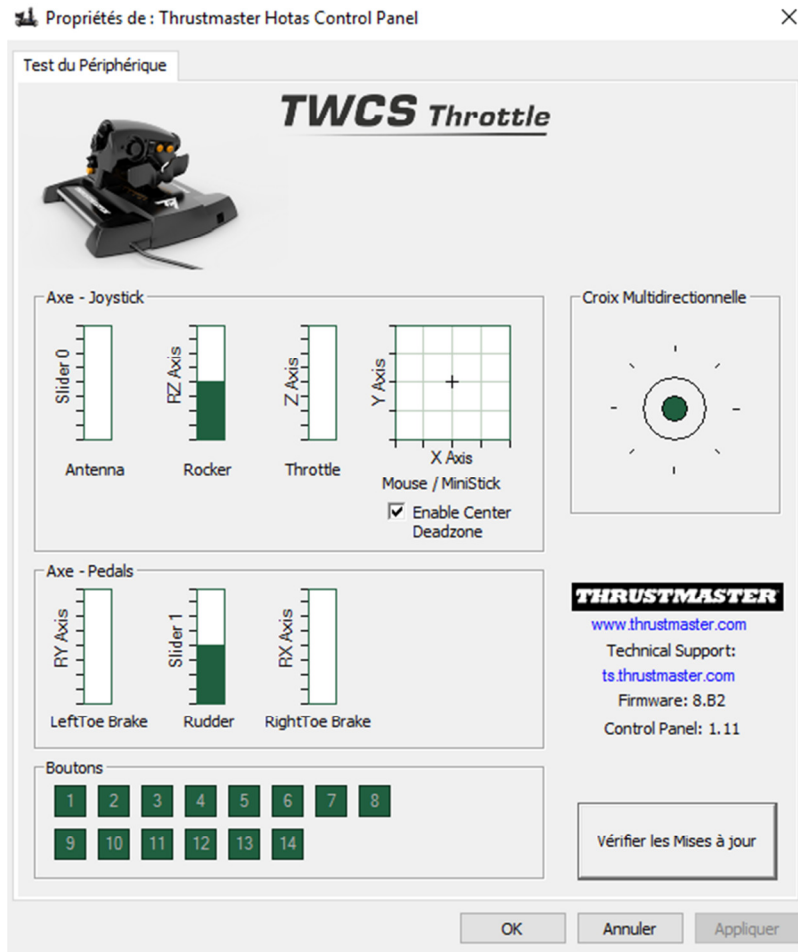 Propriétés de : Thrustmaster Hotas Control Panel
Test du Périphérique
TWCS Throttle
Axe - Joystick
Slider 0
RZ Axis
Z Axis
Y Axis
X Axis
Antenna
Rocker
Throttle
Mouse / MiniStick
Enable Center
Deadzone
Croix Multidirectionnelle
Axe - Pedals
RY Axis
Slider 1
RX Axis
LeftToe Brake
Rudder
RightToe Brake
THRUSTMASTER
www.thrustmaster.com
Technical Support:
ts.thrustmaster.com
Firmware: 8.B2
Control Panel: 1.11
Boutons
1 2 3 4 5 6 7 8
9 10 11 12 13 14
Vérifier les Mises à jour
OK
Annuler
Appliquer